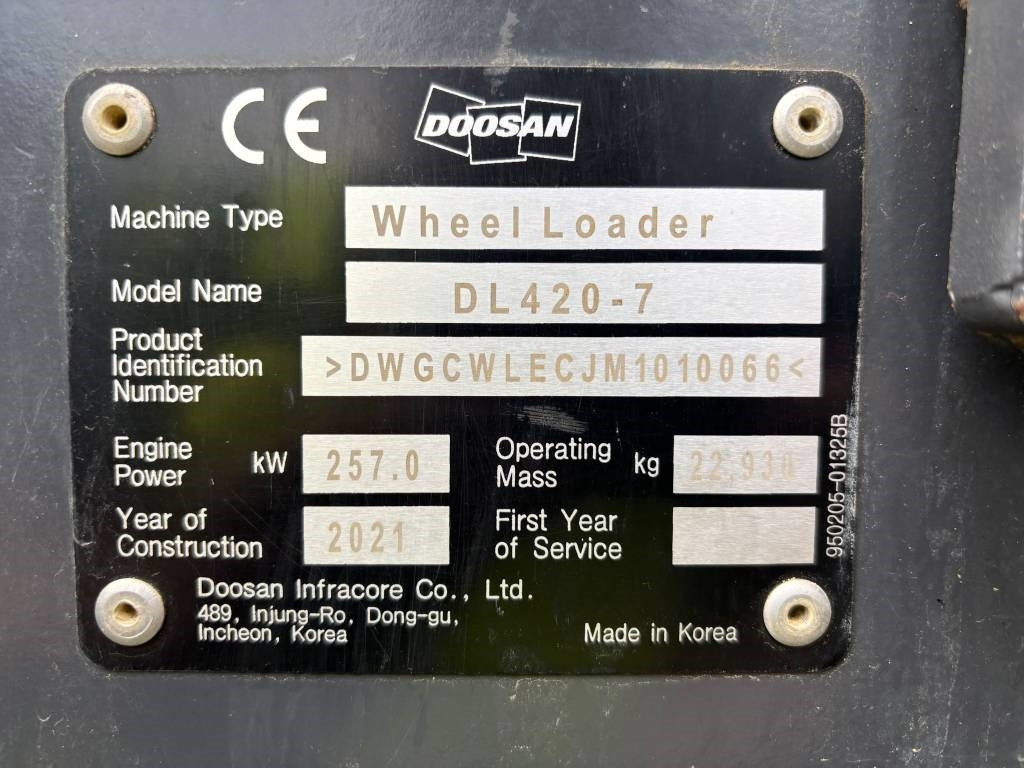 CE DOOSAN
Machine Type Wheel Loader
Model Name DL420-7
Product
Identification
Number >DWGCWLECJM1010066<
Engine
Power kW 257.0
Operating
Mass kg 22,930
Year of
Construction 2021
First Year
of Service
950205-01325B
Doosan Infracore Co., Ltd.
489, Injung-Ro, Dong-gu,
Incheon, Korea
Made in Korea